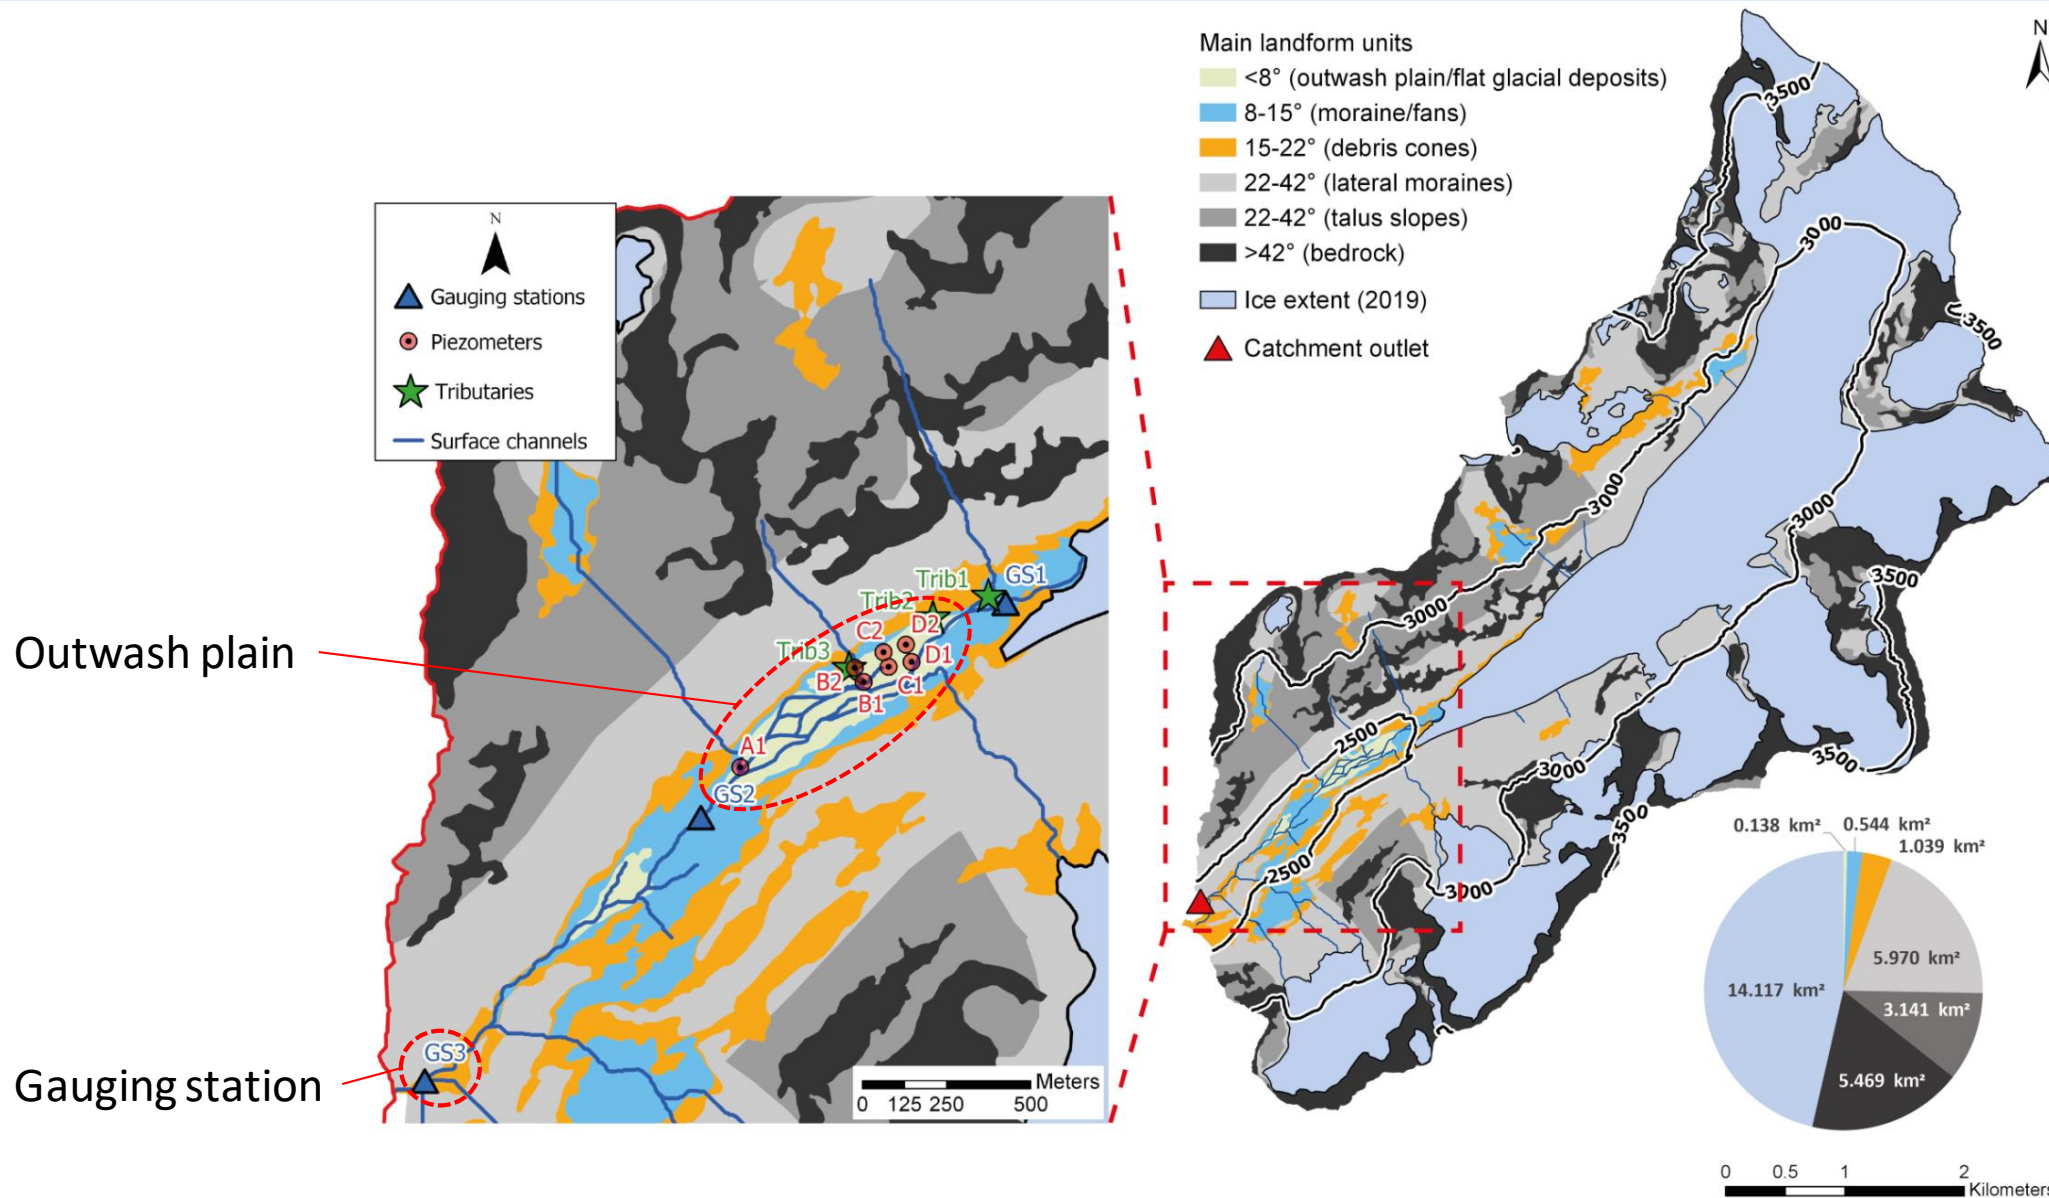 Main landform units
<8° (outwash plain/flat glacial deposits)
8-15° (moraine/fans)
15-22° (debris cones)
22-42° (lateral moraines)
22-42° (talus slopes)
>42° (bedrock)
Ice extent (2019)
Catchment outlet
N
N
Gauging stations
Piezometers
Tributaries
Surface channels
Outwash plain
Gauging station
Trib1
GS1
Trib2
D2
C2
Trib3
D1
B2
C1
B1
A1
GS2
GS3
Meters
0 125 250 500
3500
3000
3500
3000
3000
3500
3000
2500
3000
3500
3500
2500
3000
0.138 km²
0.544 km²
1.039 km²
5.970 km²
14.117 km²
3.141 km²
5.469 km²
0 0.5 1 2
Kilometers